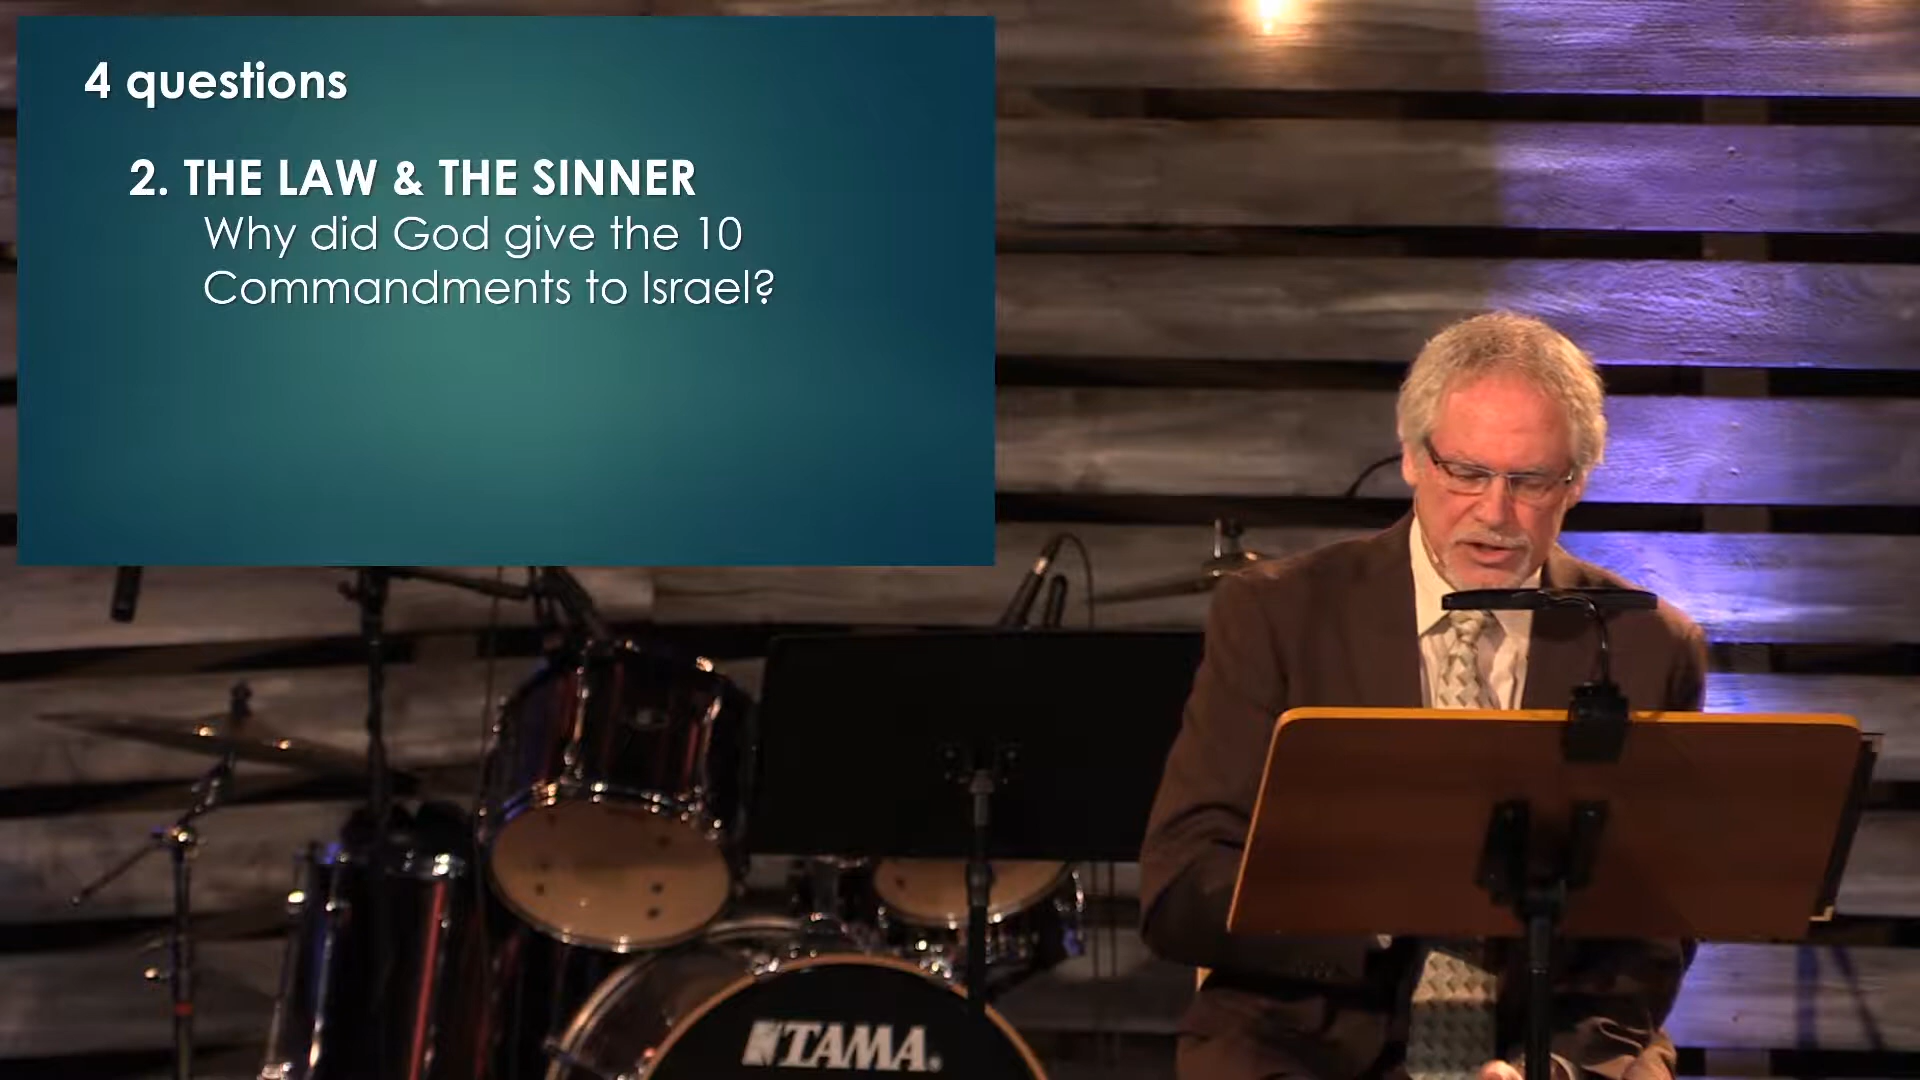 4 questions
2. THE LAW & THE SINNER
Why did God give the 10
Commandments to Israel?
TAMA